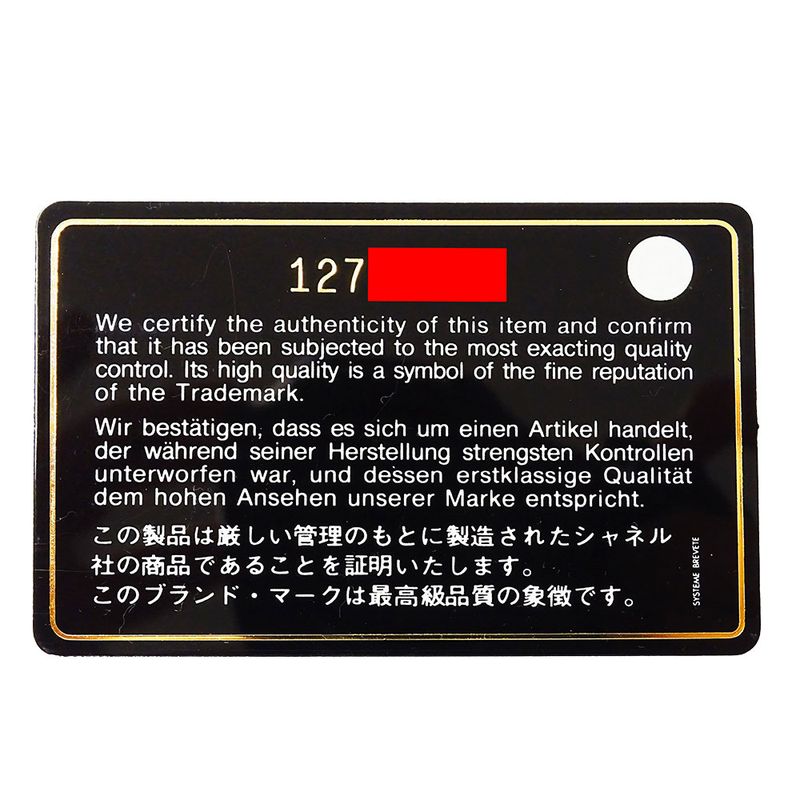 127
We certify the authenticity of this item and confirm
that it has been subjected to the most exacting quality
control. Its high quality is a symbol of the fine reputation
of the Trademark.
Wir bestätigen, dass es sich um einen Artikel handelt,
der während seiner Herstellung strengsten Kontrollen
unterworfen war, und dessen erstklassige Qualität
dem hohen Ansehen unserer Marke entspricht.
この製品は厳しい管理のもとに製造されたシャネル
社の商品であることを証明いたします。
このブランド・マークは最高級品質の象徴です。
SYSTEME BREVETE